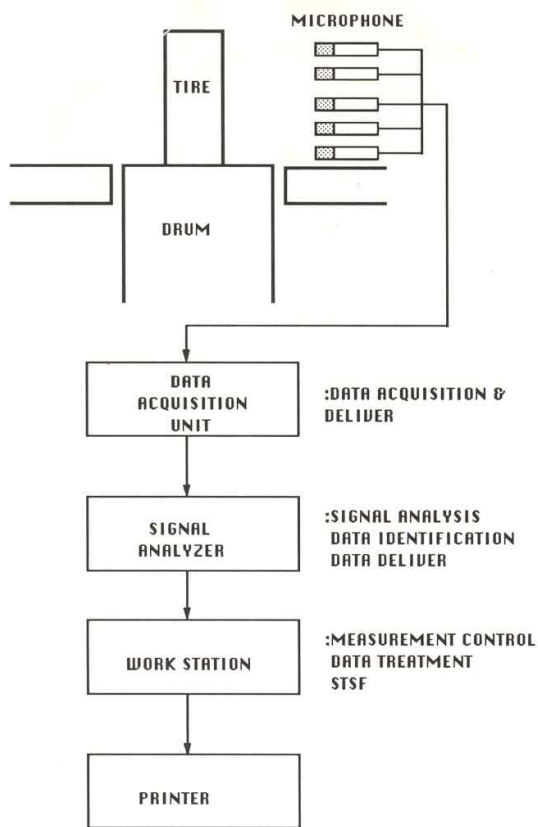 MICROPHONE
TIRE
DRUM
DATA
ACQUISITION
UNIT
:DATA ACQUISITION &
DELIVER
SIGNAL
ANALYZER
:SIGNAL ANALYSIS
DATA IDENTIFICATION
DATA DELIVER
WORK STATION
:MEASUREMENT CONTROL
DATA TREATMENT
STSF
PRINTER